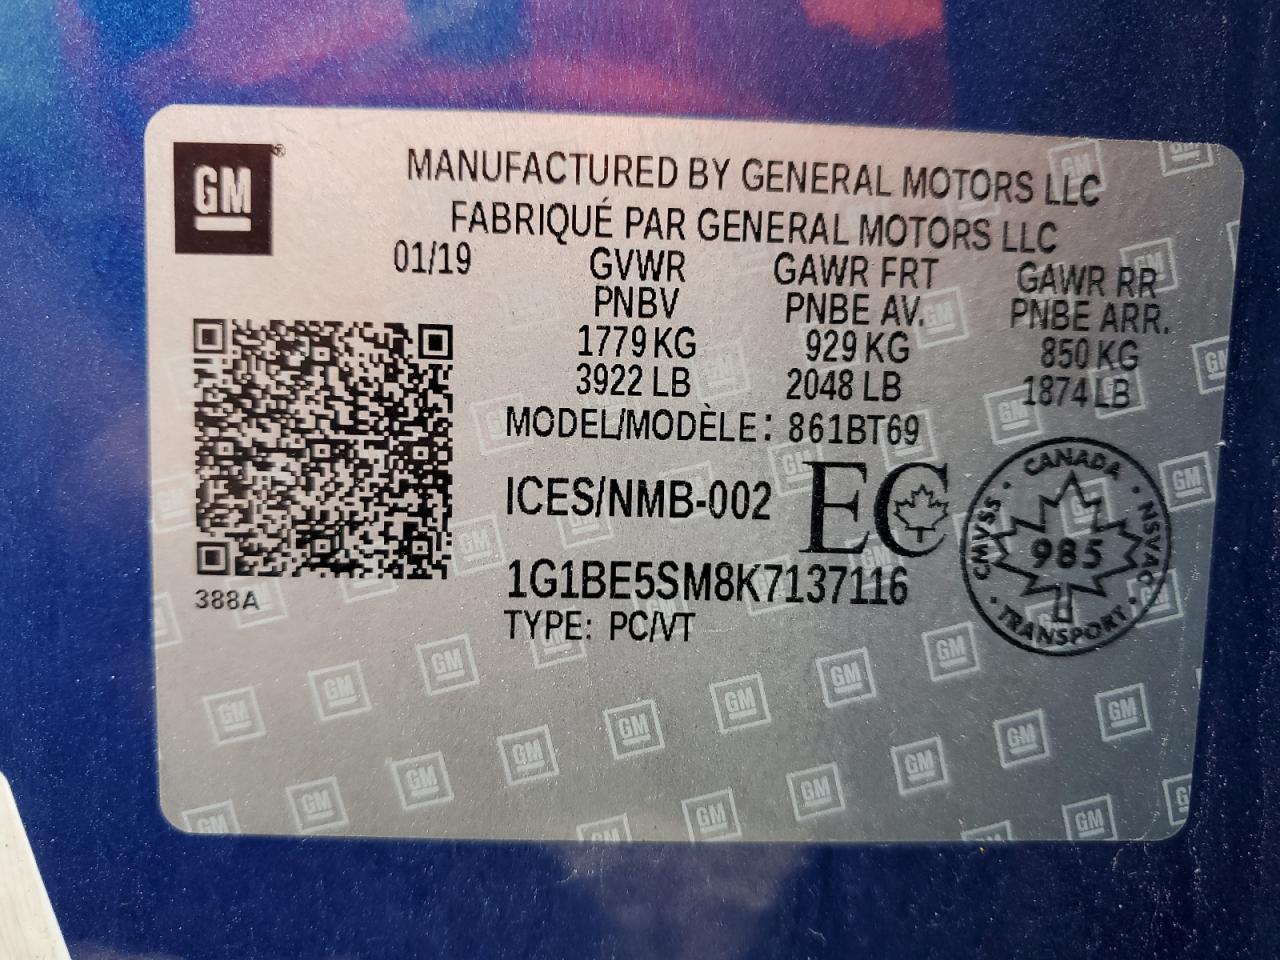 GM®
MANUFACTURED BY GENERAL MOTORS LLC
FABRIQUÉ PAR GENERAL MOTORS LLC
01/19 GVWR GAWR FRT GAWR RR
PNBV PNBE AV. PNBE ARR.
1779 KG 929 KG 850 KG
3922 LB 2048 LB 1874 LB
MODEL/MODÈLE: 861BT69
ICES/NMB-002 EC
CANADA
CMVSS 985 NSVAC
TRANSPORT
1G1BE5SM8K7137116
388A
TYPE: PC/VT